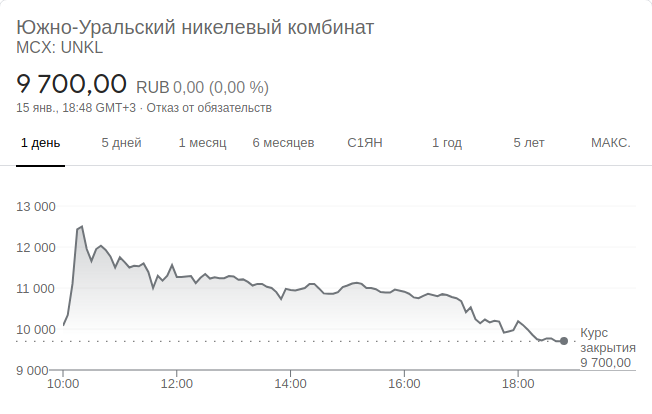 Южно-Уральский никелевый комбинат
MCX: UNKL
9 700,00 RUB 0,00 (0,00 %)
15 янв., 18:48 GMT+3 · Отказ от обязательств
1 день 5 дней 1 месяц 6 месяцев С1ЯН 1 год 5 лет МАКС.
13 000
12 000
11 000
10 000
9 000
Курс
закрытия
9 700,00
10:00 12:00 14:00 16:00 18:00